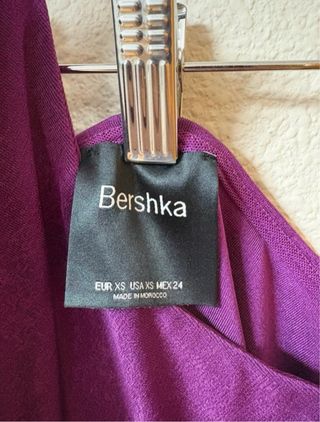 Bershka
EUR XS USA XS MEX 24
MADE IN MOROCCO